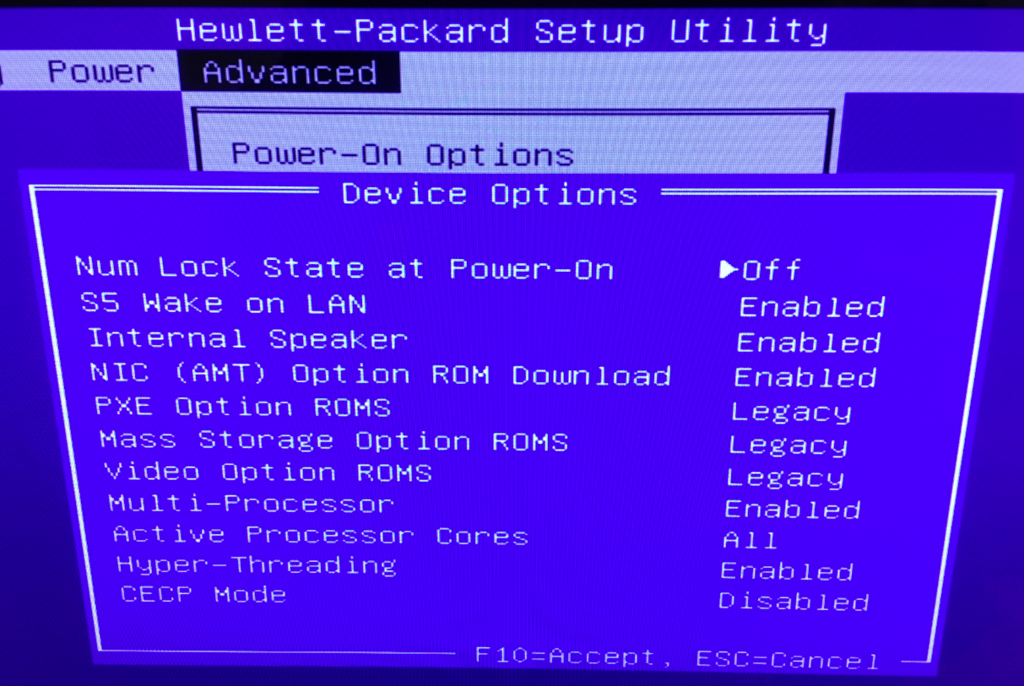 Hewlett-Packard Setup Utility
Power Advanced
Power-On Options
Device Options
Num Lock State at Power-On ▶Off
S5 Wake on LAN Enabled
Internal Speaker Enabled
NIC (AMT) Option ROM Download Enabled
PXE Option ROMS Legacy
Mass Storage Option ROMS Legacy
Video Option ROMS Legacy
Multi-Processor Enabled
Active Processor Cores All
Hyper-Threading Enabled
CECP Mode Disabled
F10=Accept, ESC=Cancel